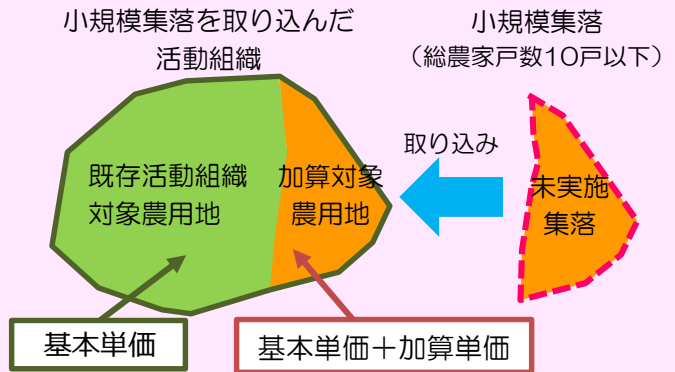 小規模集落を取り込んだ
活動組織
小規模集落
（総農家戸数10戸以下）
取り込み
既存活動組織
対象農用地
加算対象
農用地
未実施
集落
基本単価
基本単価＋加算単価